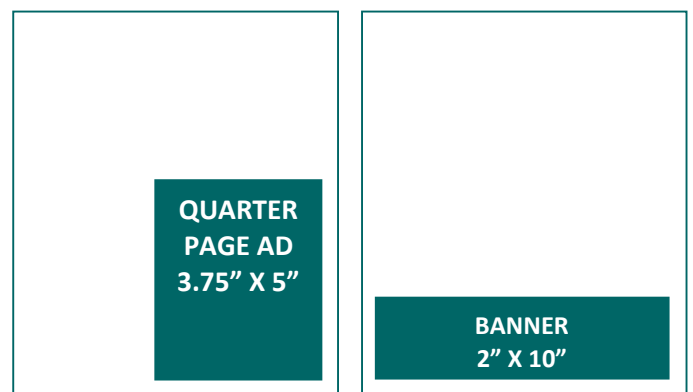 QUARTER
PAGE AD
3.75” X 5”
BANNER
2” X 10”